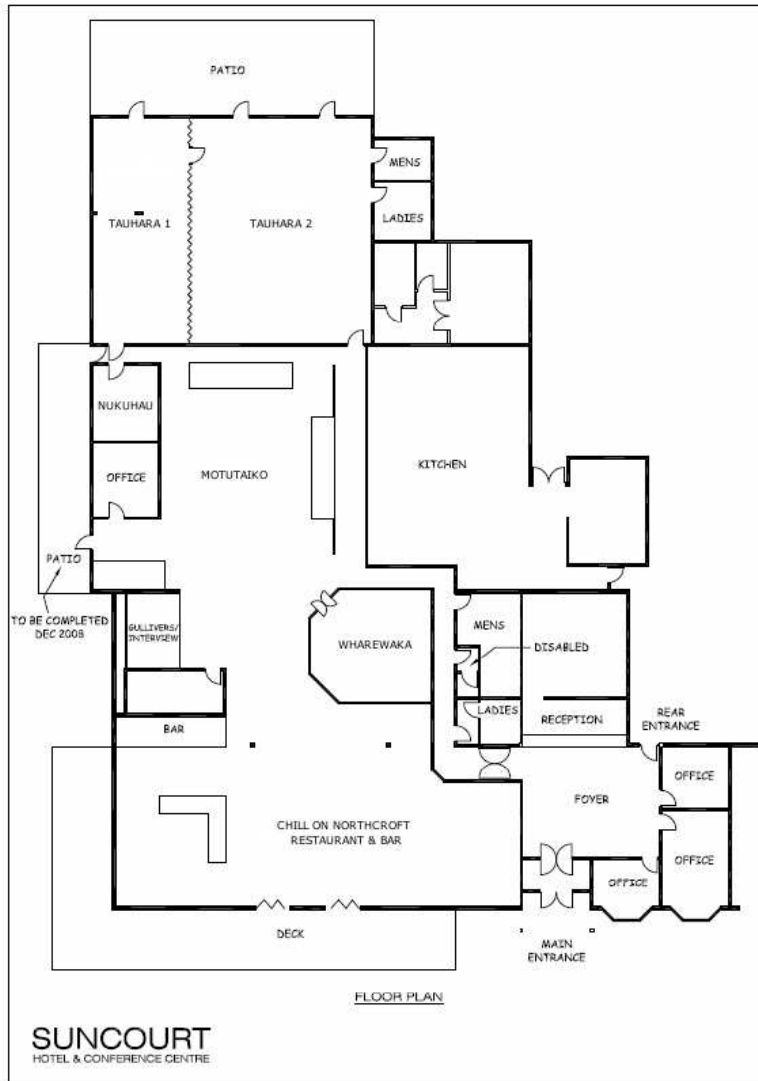 PATIO
MENS
LADIES
TAUHARA 1
TAUHARA 2
NUKUHAU
OFFICE
MOTUTAIKO
KITCHEN
PATIO
TO BE COMPLETED
DEC 2008
GULLIVERS/
INTERVIEW
WHAREWAKA
MENS
DISABLED
LADIES
RECEPTION
REAR
ENTRANCE
BAR
OFFICE
FOYER
CHILL ON NORTHCROFT
RESTAURANT & BAR
OFFICE
OFFICE
DECK
MAIN
ENTRANCE
FLOOR PLAN
SUNCOURT
HOTEL & CONFERENCE CENTRE